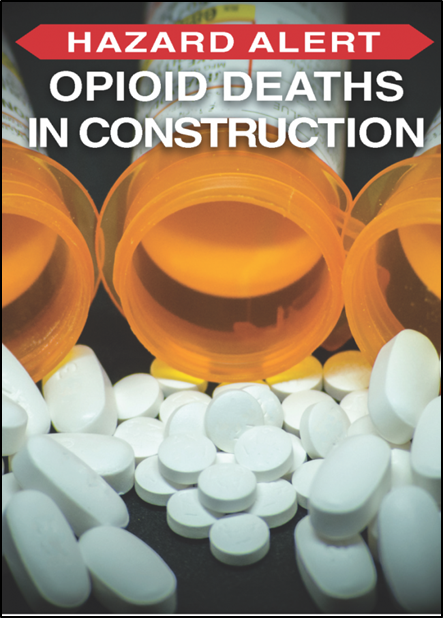 HAZARD ALERT
OPIOID DEATHS
IN CONSTRUCTION